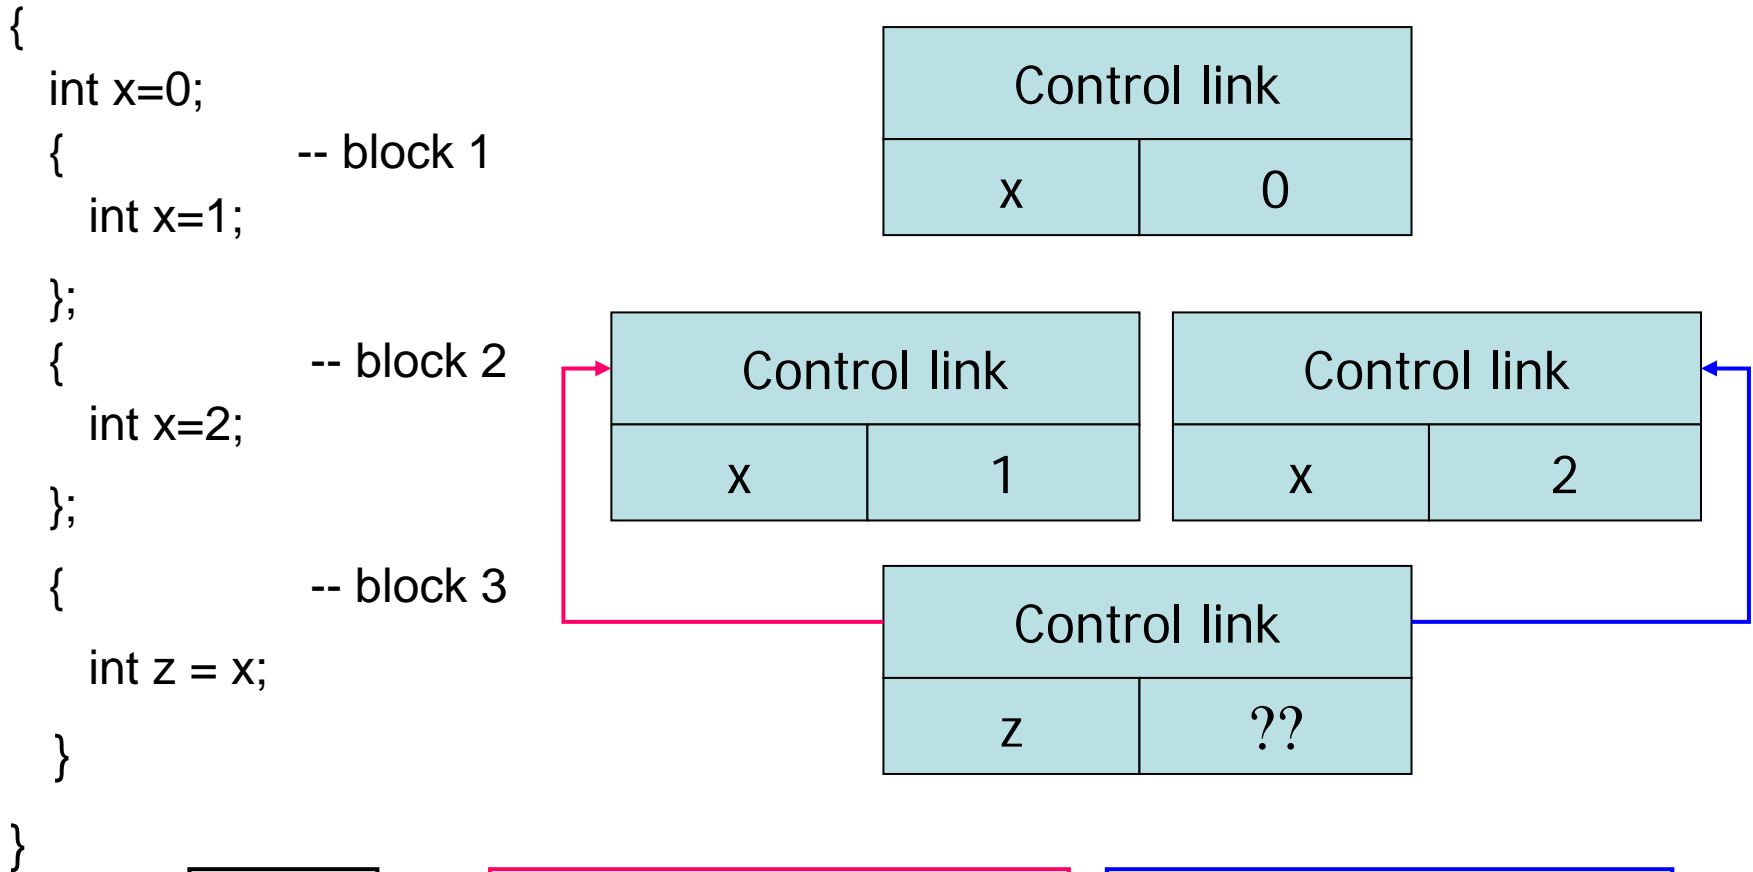 {
int x=0;
{ -- block 1
int x=1;
};
{ -- block 2
int x=2;
};
{ -- block 3
int z = x;
}
}
Control link
x 0
Control link
x 1
Control link
x 2
Control link
z ??